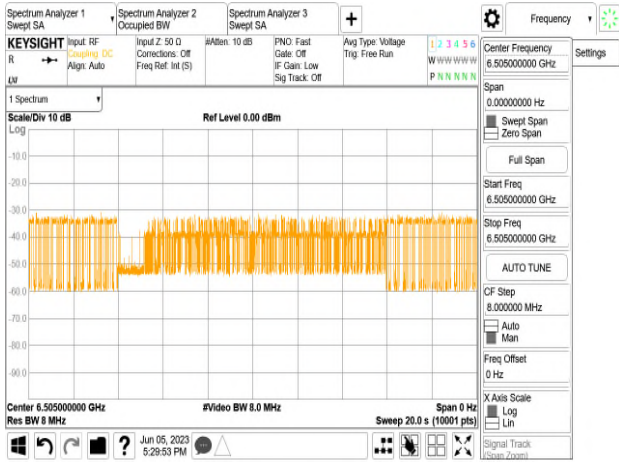 Spectrum Analyzer 1
Swept SA
Spectrum Analyzer 2
Occupied BW
Spectrum Analyzer 3
Swept SA
+
Frequency
KEYSIGHT
R
Input: RF
Coupling: DC
Align: Auto
Input Z: 50 Ω
Corrections: Off
Freq Ref: Int (S)
#Atten: 10 dB
PNO: Fast
Gate: Off
IF Gain: Low
Sig Track: Off
Avg Type: Voltage
Trig: Free Run
1 2 3 4 5 6
W W W W W W
P N N N N N
Center Frequency
6.505000000 GHz
Settings
Span
0.00000000 Hz
Swept Span
Zero Span
Full Span
Start Freq
6.505000000 GHz
Stop Freq
6.505000000 GHz
AUTO TUNE
CF Step
8.000000 MHz
Auto
Man
Freq Offset
0 Hz
X Axis Scale
Log
Lin
Signal Track
(Span Zoom)
1 Spectrum
Scale/Div 10 dB
Ref Level 0.00 dBm
Log
-10.0
-20.0
-30.0
-40.0
-50.0
-60.0
-70.0
-80.0
-90.0
Center 6.505000000 GHz
#Video BW 8.0 MHz
Span 0 Hz
Res BW 8 MHz
Sweep 20.0 s (10001 pts)
?
Jun 05, 2023
5:29:53 PM